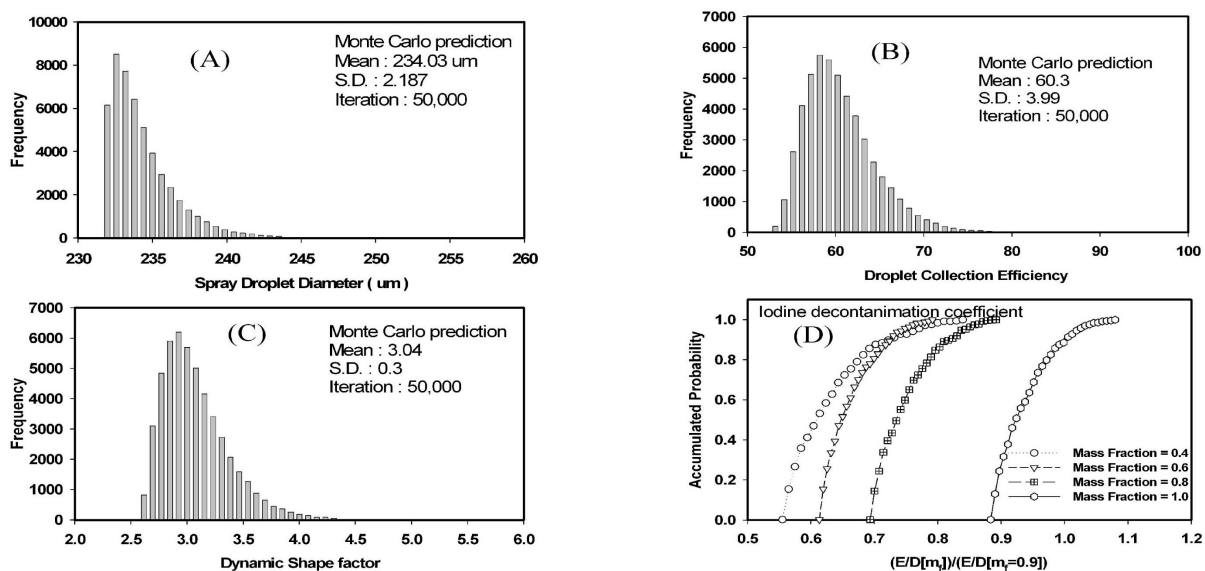 10000
8000
6000
4000
2000
0
Frequency
(A)
Monte Carlo prediction
Mean : 234.03 um
S.D. : 2.187
Iteration : 50,000
230 235 240 245 250 255 260
Spray Droplet Diameter ( um )
7000
6000
5000
4000
3000
2000
1000
0
Frequency
(B)
Monte Carlo prediction
Mean : 60.3
S.D. : 3.99
Iteration : 50,000
50 60 70 80 90 100
Droplet Collection Efficiency
7000
6000
5000
4000
3000
2000
1000
0
Frequency
(C)
Monte Carlo prediction
Mean : 3.04
S.D. : 0.3
Iteration : 50,000
2.0 2.5 3.0 3.5 4.0 4.5 5.0 5.5 6.0
Dynamic Shape factor
Iodine decontanimation coefficient
(D)
1.0
0.8
0.6
0.4
0.2
0.0
Accumulated Probability
Mass Fraction = 0.4
Mass Fraction = 0.6
Mass Fraction = 0.8
Mass Fraction = 1.0
0.5 0.6 0.7 0.8 0.9 1.0 1.1 1.2
(E/D[mf])/(E/D[mf=0.9])